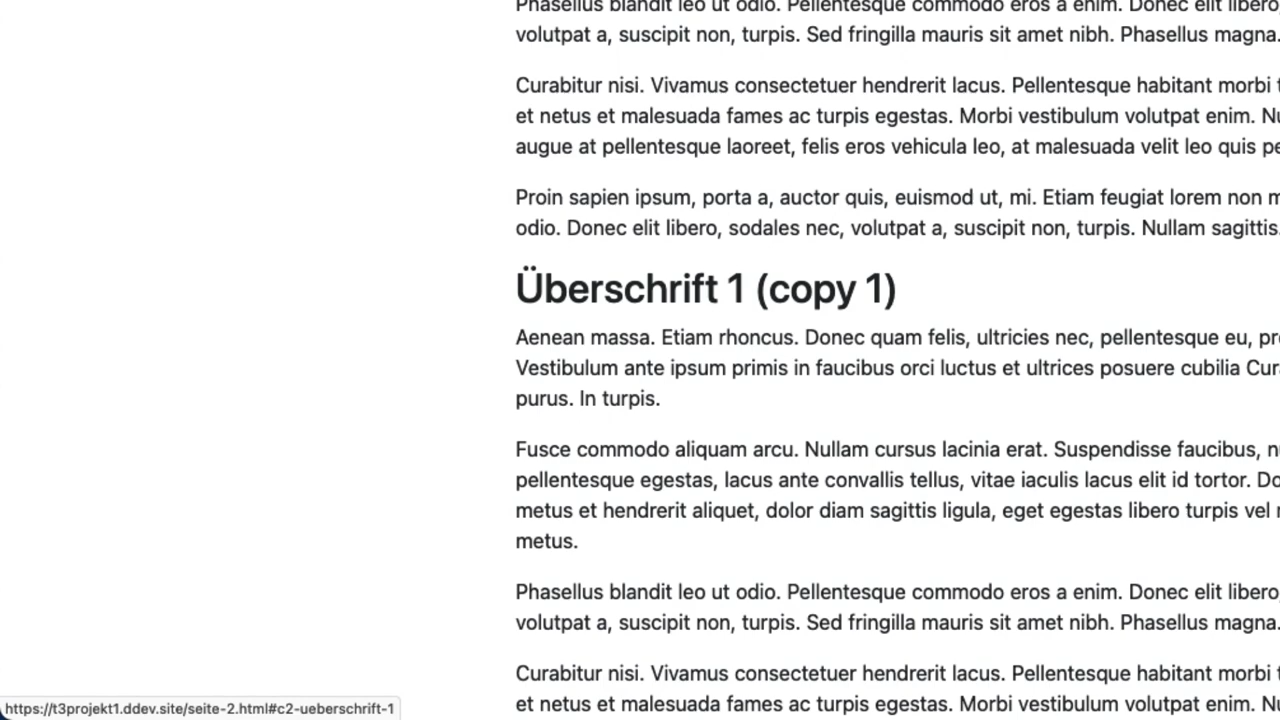 Phasellus blandit leo ut odio. Pellentesque commodo eros a enim. Donec elit libero
volutpat a, suscipit non, turpis. Sed fringilla mauris sit amet nibh. Phasellus magna.
Curabitur nisi. Vivamus consectetuer hendrerit lacus. Pellentesque habitant morbi
et netus et malesuada fames ac turpis egestas. Morbi vestibulum volutpat enim.
augue at pellentesque laoreet, felis eros vehicula leo, at malesuada velit leo quis
Proin sapien ipsum, porta a, auctor quis, euismod ut, mi. Etiam feugiat lorem non
odio. Donec elit libero, sodales nec, volutpat a, suscipit non, turpis. Nullam sagittis.
Überschrift 1 (copy 1)
Aenean massa. Etiam rhoncus. Donec quam felis, ultricies nec, pellentesque eu,
Vestibulum ante ipsum primis in faucibus orci luctus et ultrices posuere cubilia
purus. In turpis.
Fusce commodo aliquam arcu. Nullam cursus lacinia erat. Suspendisse faucibus,
pellentesque egestas, lacus ante convallis tellus, vitae iaculis lacus elit id tortor.
metus et hendrerit aliquet, dolor diam sagittis ligula, eget egestas libero turpis vel
metus.
Phasellus blandit leo ut odio. Pellentesque commodo eros a enim. Donec elit libero
volutpat a, suscipit non, turpis. Sed fringilla mauris sit amet nibh. Phasellus magna.
Curabitur nisi. Vivamus consectetuer hendrerit lacus. Pellentesque habitant morbi
et netus et malesuada fames ac turpis egestas. Morbi vestibulum volutpat enim.
https://t3projekt1.ddev.site/seite-2.html#c2-ueberschrift-1